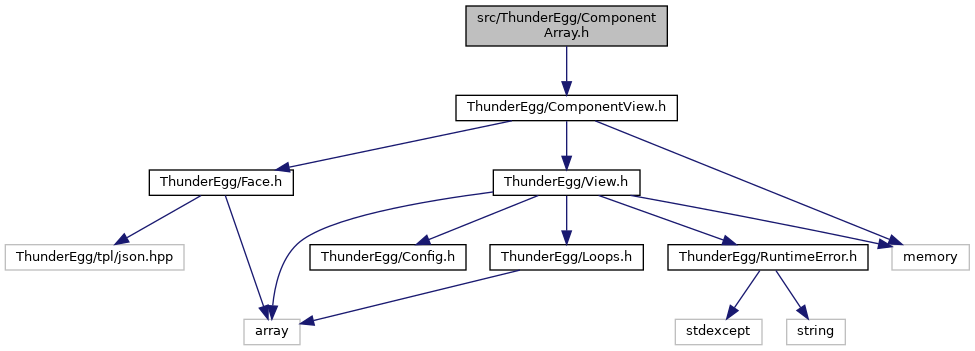 src/ThunderEgg/Component
Array.h
ThunderEgg/ComponentView.h
ThunderEgg/Face.h
ThunderEgg/View.h
ThunderEgg/tpl/json.hpp
ThunderEgg/Config.h
ThunderEgg/Loops.h
ThunderEgg/RuntimeError.h
memory
array
stdexcept
string